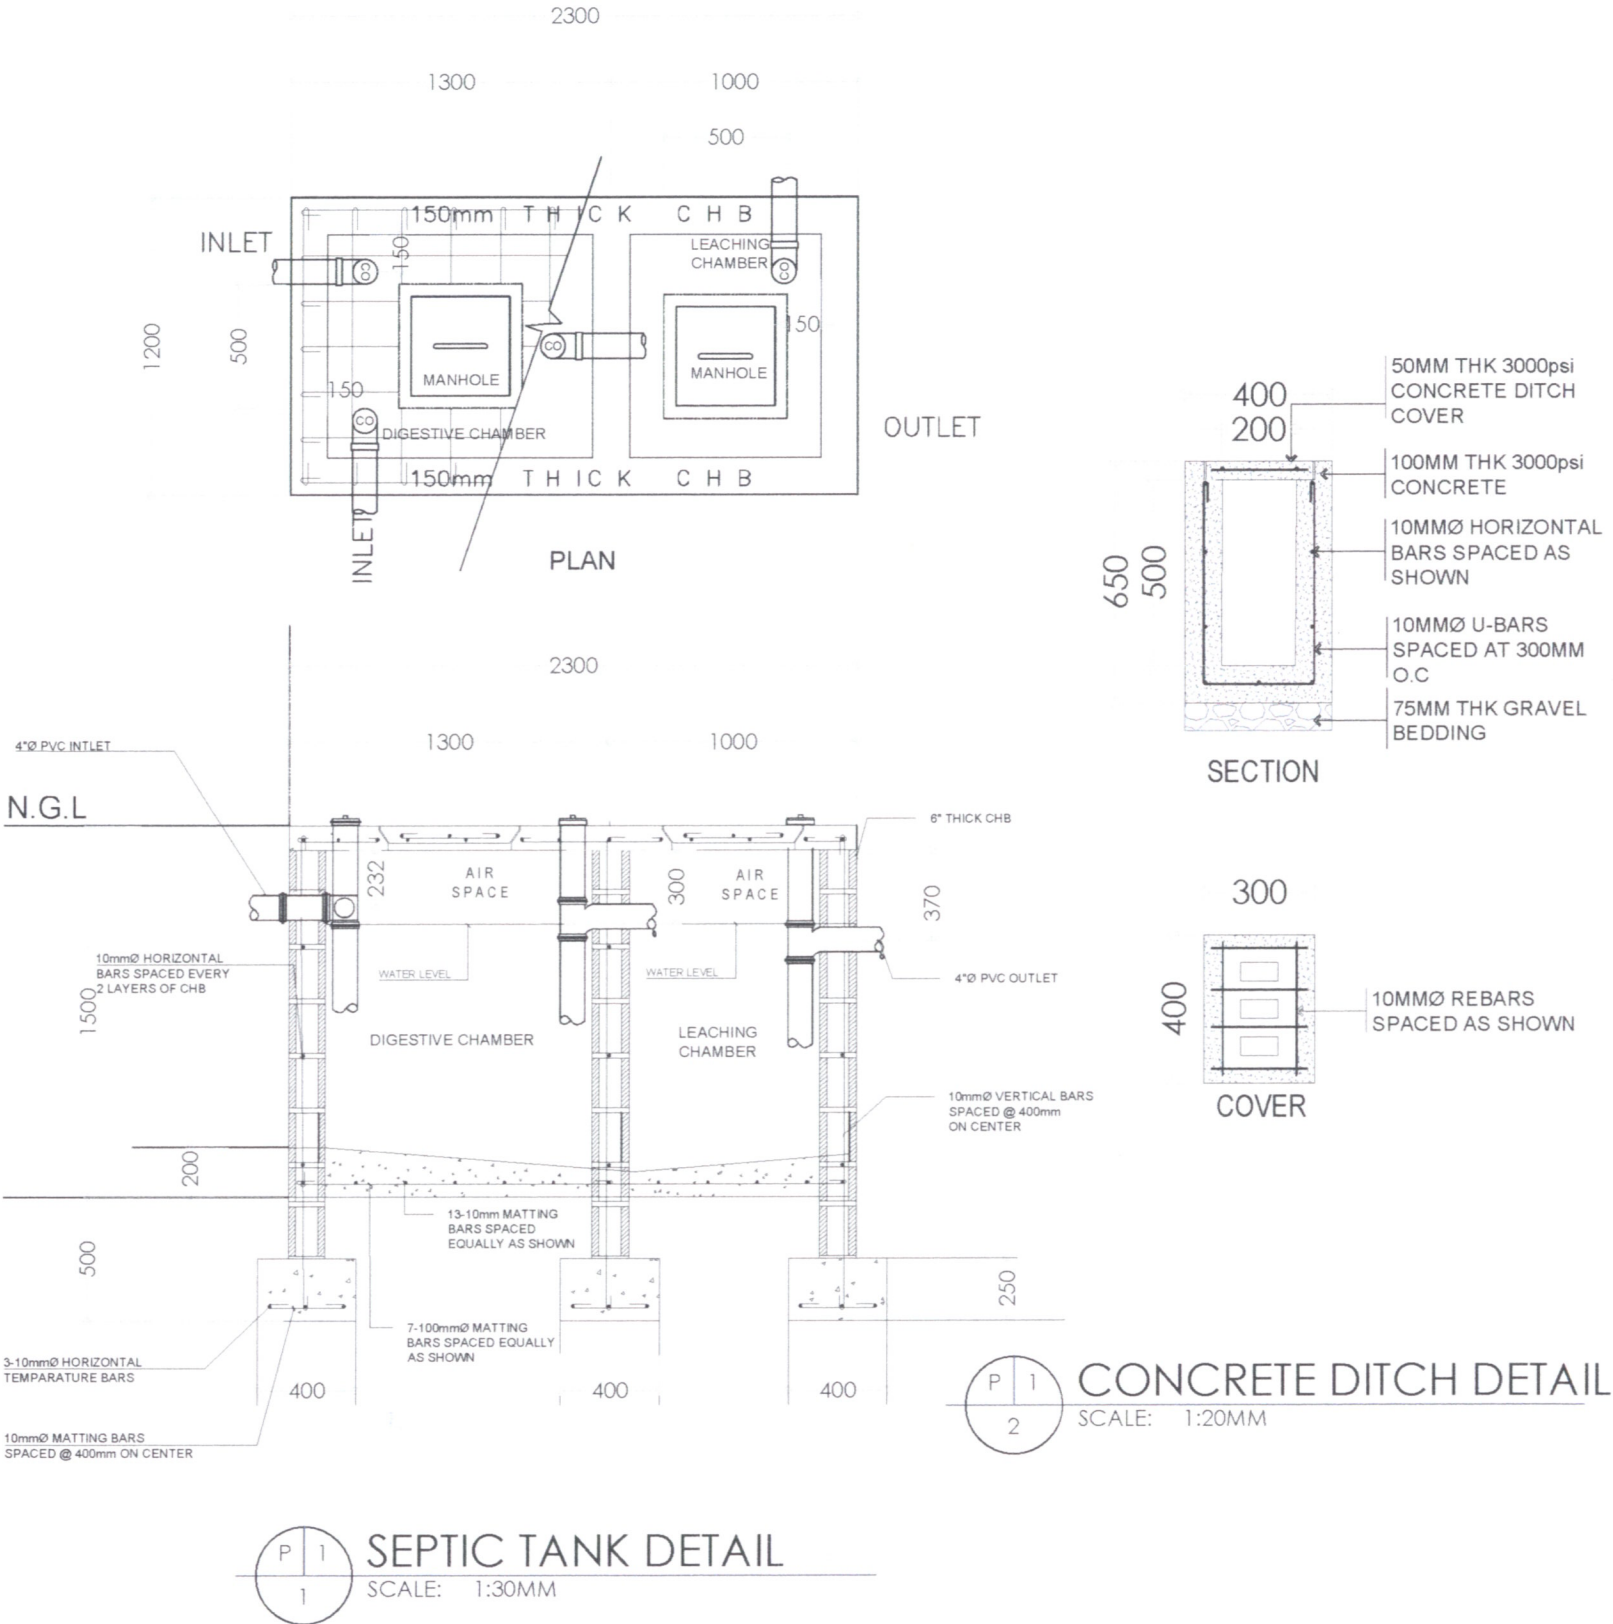 2300
1300
1000
500
150mm THICK CHB
INLET
LEACHING
CHAMBER
CO
CO
150
1200
500
150
CO
MANHOLE
MANHOLE
150
CO
DIGESTIVE CHAMBER
OUTLET
150mm THICK CHB
INLET
PLAN
400
200
50MM THK 3000psi
CONCRETE DITCH
COVER
100MM THK 3000psi
CONCRETE
10MMØ HORIZONTAL
BARS SPACED AS
SHOWN
650
500
10MMØ U-BARS
SPACED AT 300MM
O.C
75MM THK GRAVEL
BEDDING
SECTION
2300
1300
1000
4"Ø PVC INTLET
N.G.L
6" THICK CHB
232
AIR
SPACE
300
AIR
SPACE
370
10mmØ HORIZONTAL
BARS SPACED EVERY
2 LAYERS OF CHB
WATER LEVEL
WATER LEVEL
4"Ø PVC OUTLET
1500
DIGESTIVE CHAMBER
LEACHING
CHAMBER
10mmØ VERTICAL BARS
SPACED @ 400mm
ON CENTER
200
13-10mm MATTING
BARS SPACED
EQUALLY AS SHOWN
500
250
7-100mmØ MATTING
BARS SPACED EQUALLY
AS SHOWN
3-10mmØ HORIZONTAL
TEMPARATURE BARS
400
400
400
10mmØ MATTING BARS
SPACED @ 400mm ON CENTER
300
400
10MMØ REBARS
SPACED AS SHOWN
COVER
P 1
2
CONCRETE DITCH DETAIL
SCALE: 1:20MM
P 1
1
SEPTIC TANK DETAIL
SCALE: 1:30MM